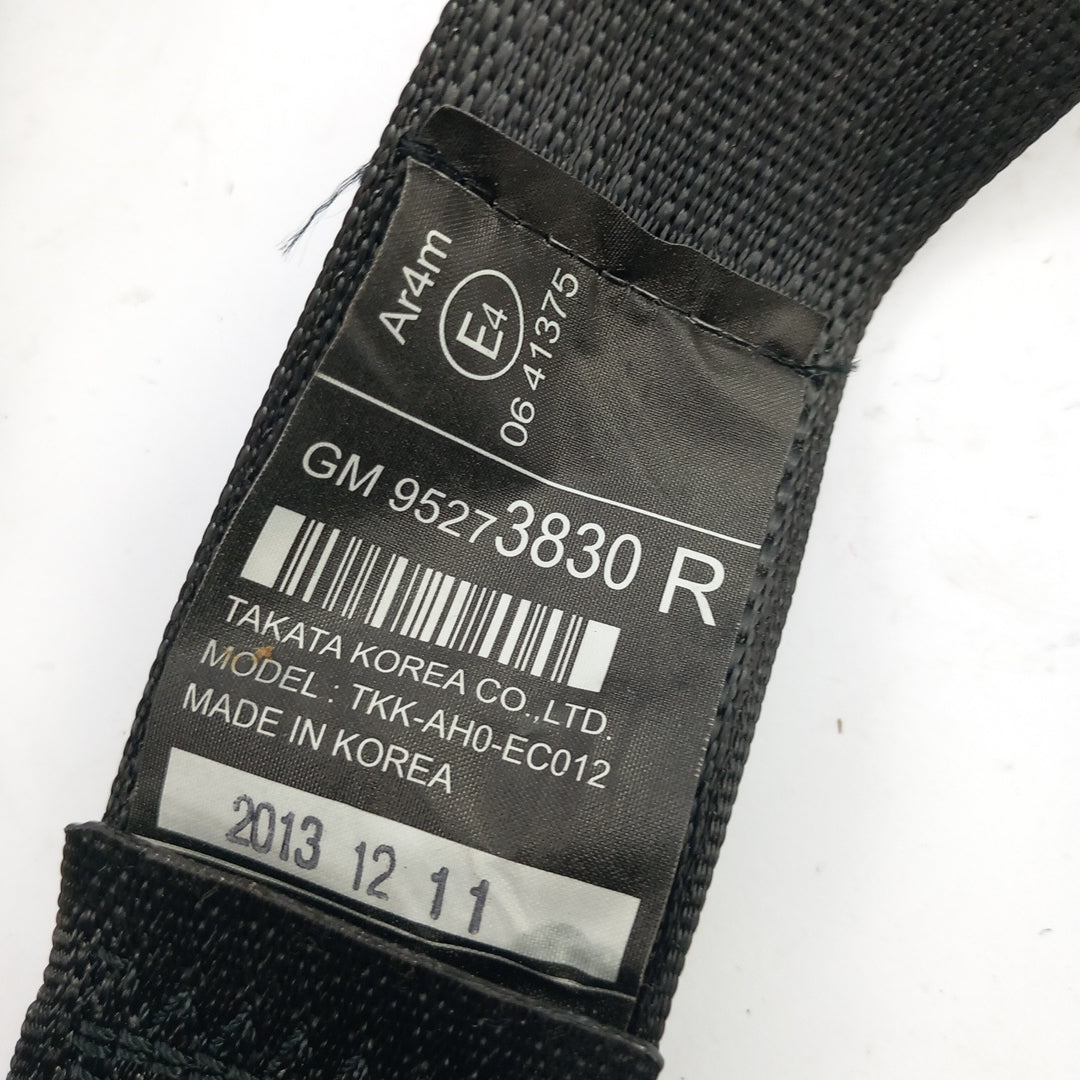 Ar4m
E4
06 41375
GM 95273830 R
TAKATA KOREA CO.,LTD.
MODEL : TKK-AH0-EC012
MADE IN KOREA
2013 12 11